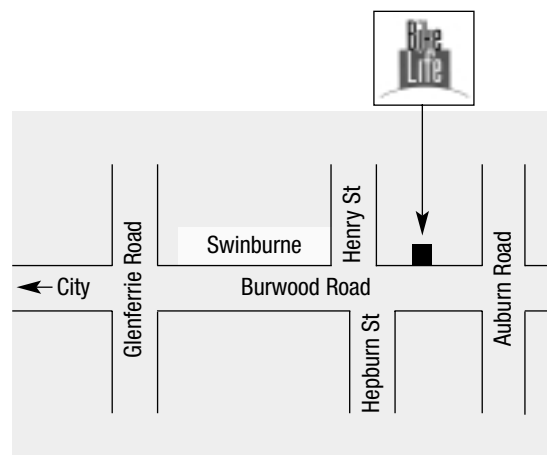 Bike
Life
Henry St
Swinburne
Glenferrie Road
City
Burwood Road
Auburn Road
Hepburn St